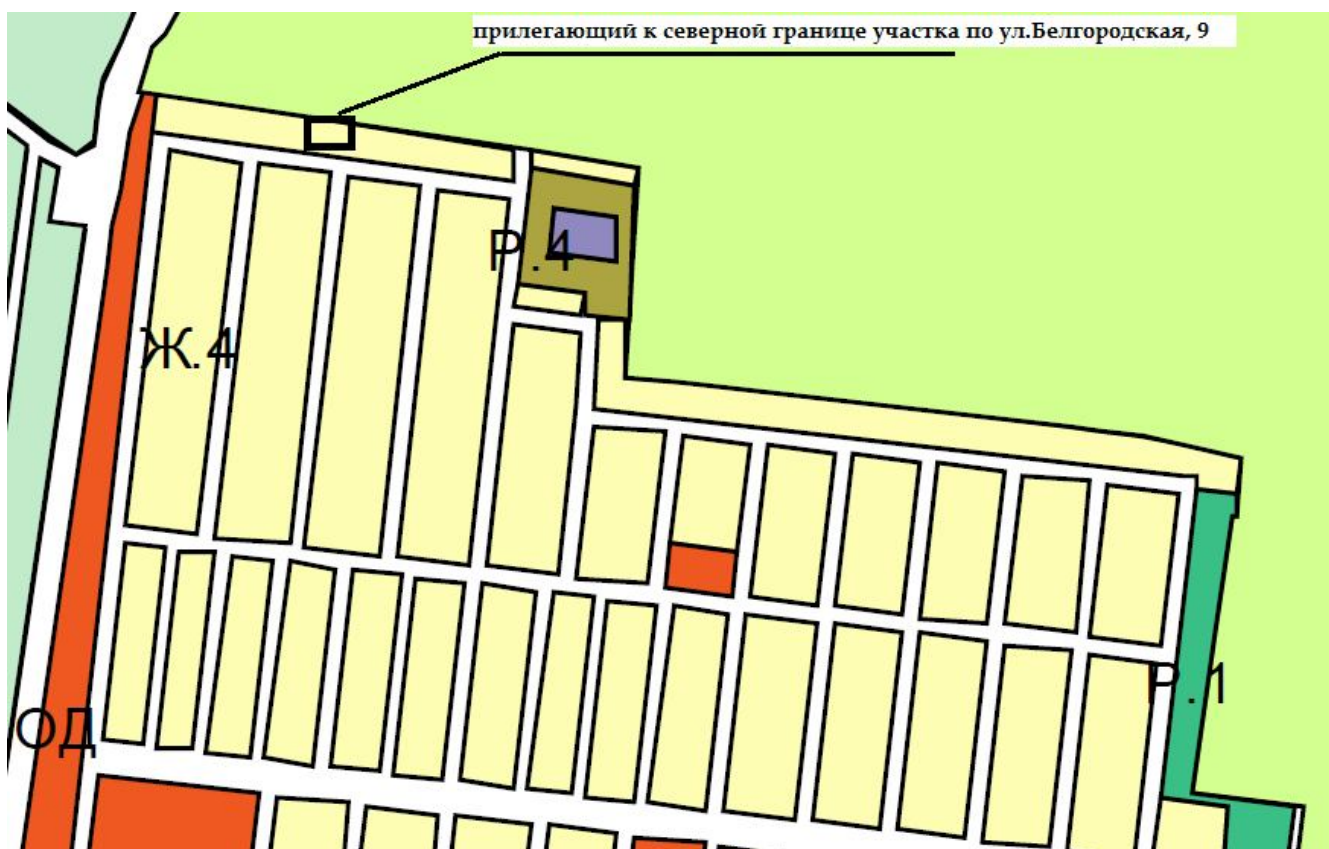 прилегающий к северной границе участка по ул.Белгородская, 9
Р.4
Ж.4
Р.1
ОД